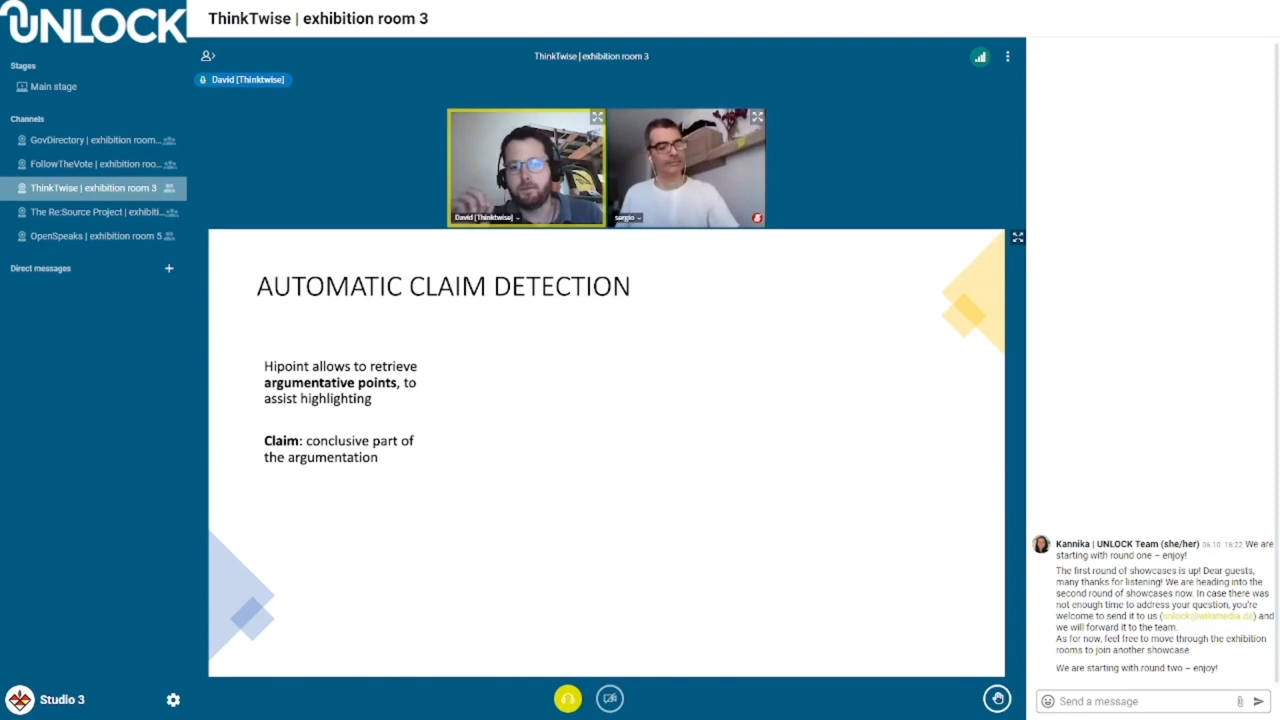 UNLOCK
ThinkTwise | exhibition room 3
Stages
Main stage
Channels
GovDirectory | exhibition room...
FollowTheVote | exhibition roo...
ThinkTwise | exhibition room 3
The Re:Source Project | exhibiti...
OpenSpeaks | exhibition room 5
Direct messages
Studio 3
ThinkTwise | exhibition room 3
David [Thinktwise]
David [Thinktwise]
sergio
AUTOMATIC CLAIM DETECTION
Hipoint allows to retrieve
argumentative points, to
assist highlighting
Claim: conclusive part of
the argumentation
Kannika | UNLOCK Team (she/her) 06.10. 16:22 We are
starting with round one – enjoy!
The first round of showcases is up! Dear guests,
many thanks for listening! We are heading into the
second round of showcases now. In case there was
not enough time to address your question, you're
welcome to send it to us (unlock@wikimedia.de) and
we will forward it to the team.
As for now, feel free to move through the exhibition
rooms to join another showcase
We are starting with round two – enjoy!
Send a message